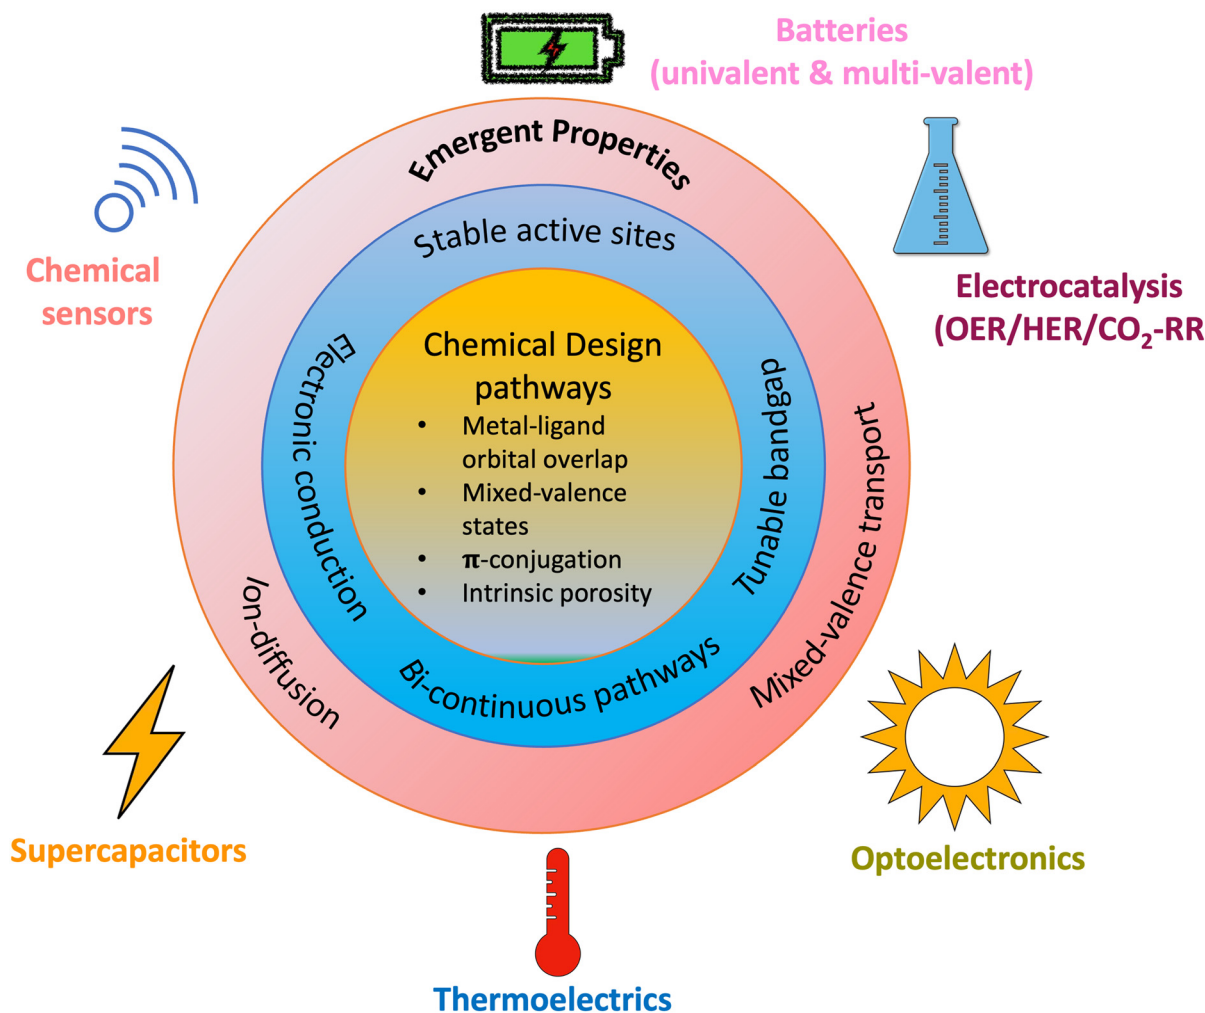 Batteries
(univalent & multi-valent)
Emergent Properties
Stable active sites
Chemical
sensors
Electrocatalysis
(OER/HER/CO₂-RR
Chemical Design
pathways
• Metal-ligand
orbital overlap
• Mixed-valence
states
• π-conjugation
• Intrinsic porosity
Electronic conduction
Tunable bandgap
Mixed-valence transport
Ion-diffusion
Bi-continuous pathways
Supercapacitors
Optoelectronics
Thermoelectrics